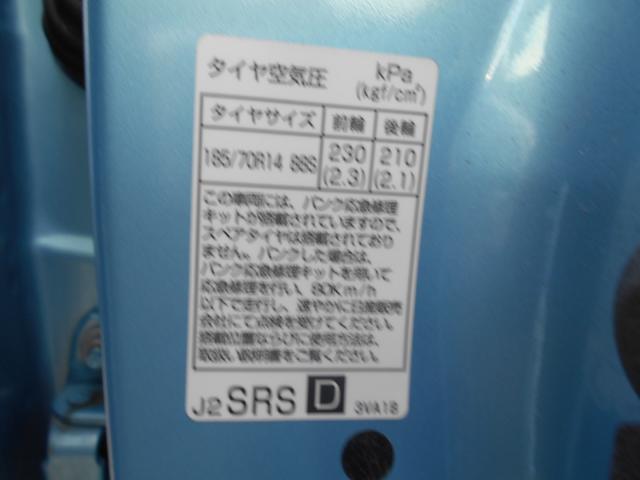 タイヤ空気圧 kPa
(kgf/cm²)
タイヤサイズ 前輪 後輪
185/70R14 88S 230 210
(2.3) (2.1)
この車両には、パンク応急修理
キットが搭載されていますので、
スペアタイヤは搭載されており
ません。パンクした場合は、
パンク応急修理キットを用いて
応急修理を行い、80Km/h
以下で走行し、速やかに日産販売
会社にて点検を受けてください。
搭載位置ならびに使用方法は、
取扱い説明書をご覧ください。
J2 SRS D 3VA18